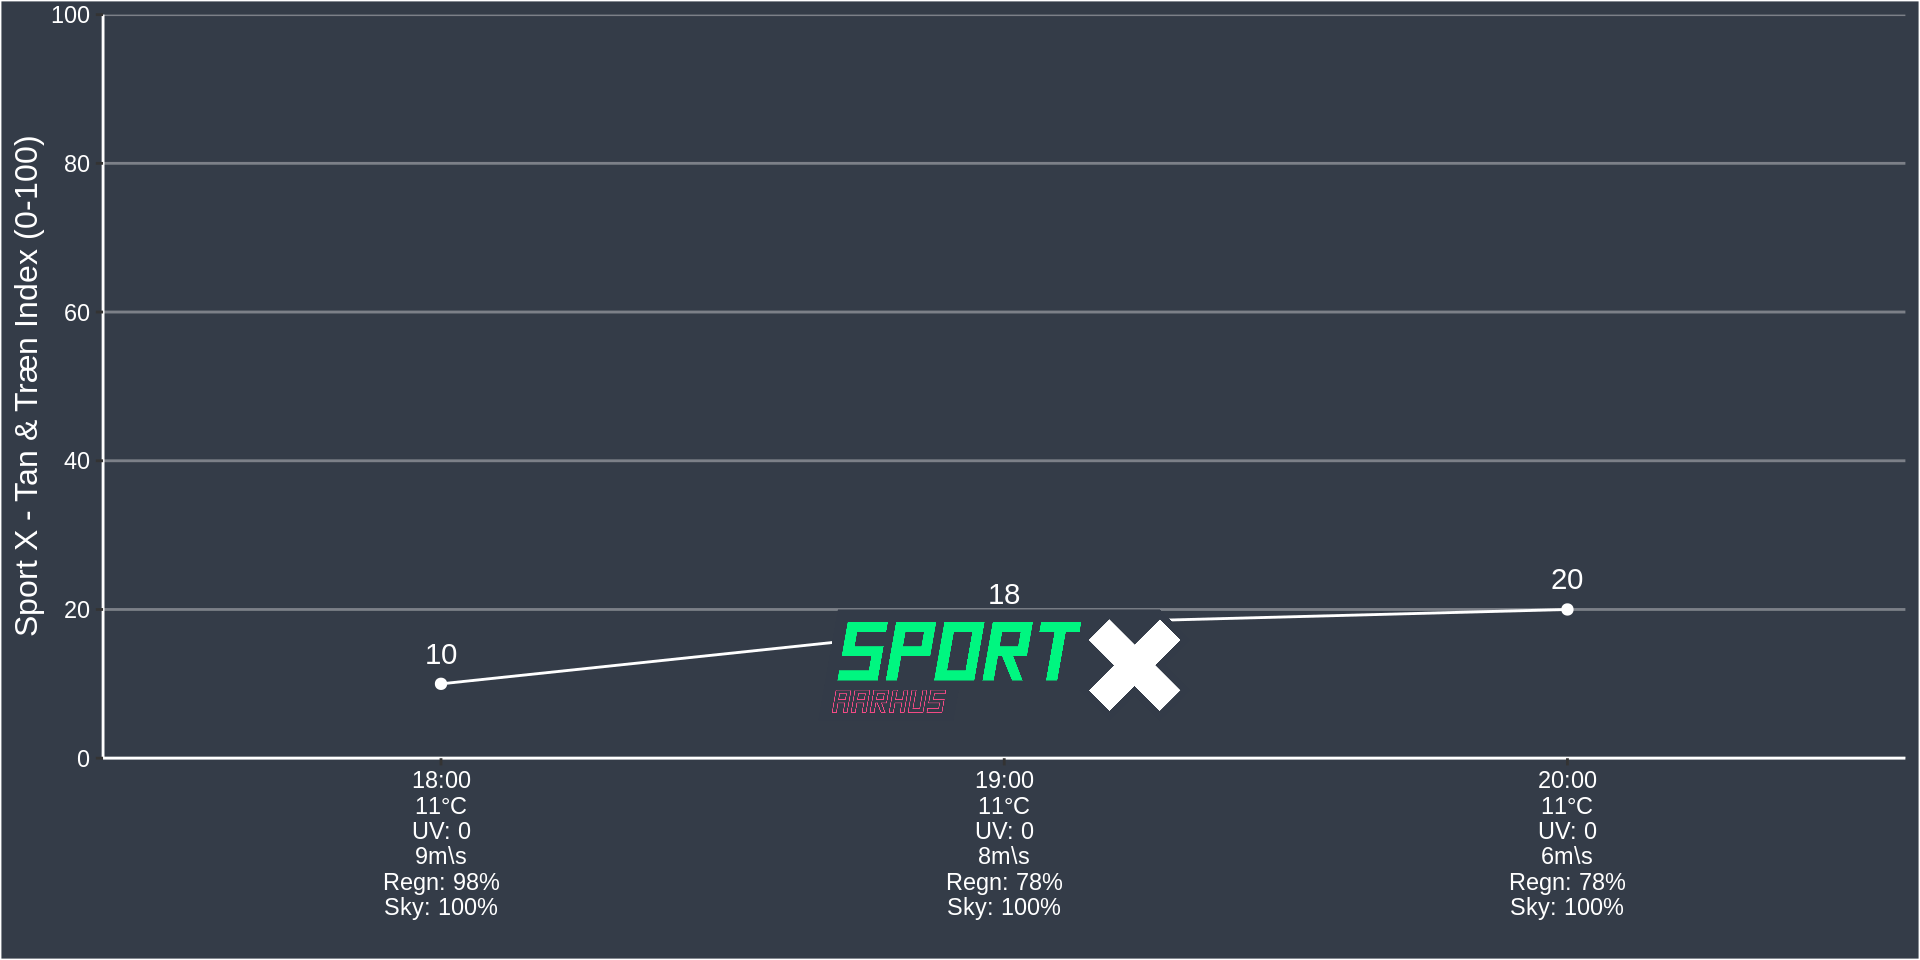 Sport X - Tan & Træn Index (0-100)
100
80
60
40
20
0
10
18
20
SPORT X
AARHUS
18:00
11°C
UV: 0
9m\s
Regn: 98%
Sky: 100%
19:00
11°C
UV: 0
8m\s
Regn: 78%
Sky: 100%
20:00
11°C
UV: 0
6m\s
Regn: 78%
Sky: 100%